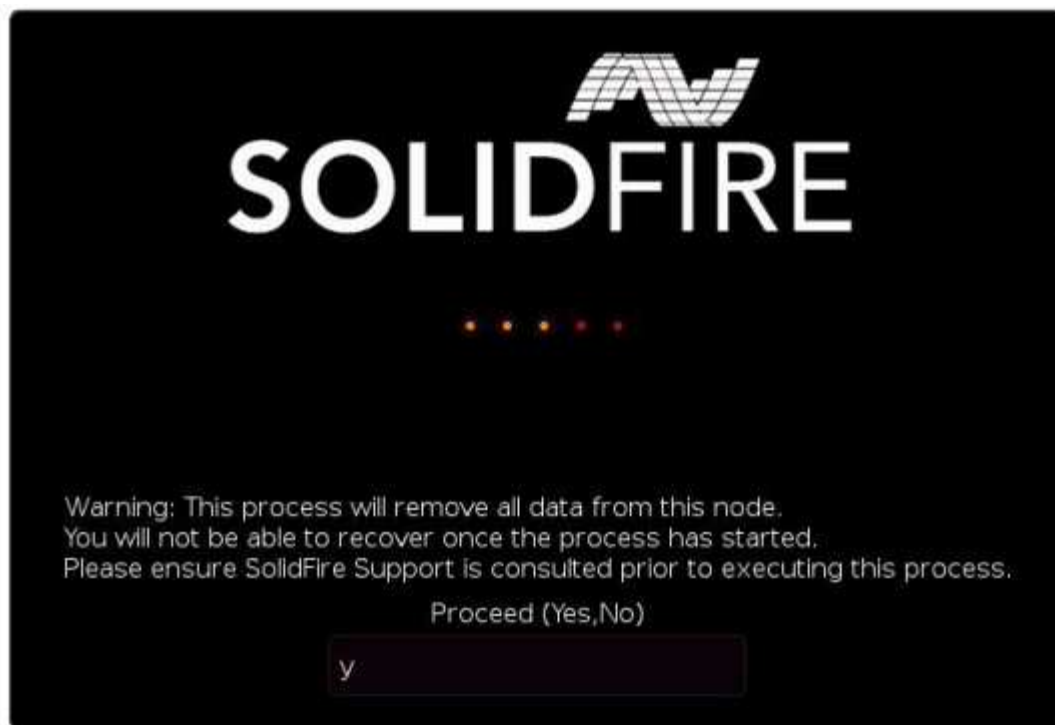 SOLIDFIRE
Warning: This process will remove all data from this node.
You will not be able to recover once the process has started.
Please ensure SolidFire Support is consulted prior to executing this process.
Proceed (Yes,No)
y